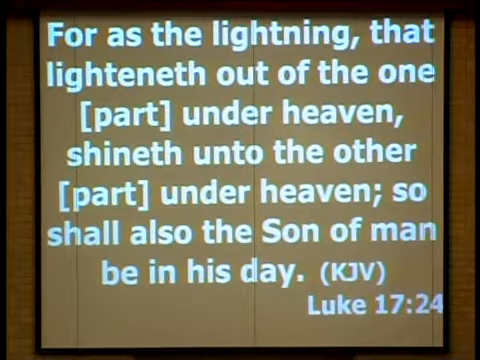 For as the lightning, that
lighteneth out of the one
[part] under heaven,
shineth unto the other
[part] under heaven; so
shall also the Son of man
be in his day. (KJV)
Luke 17:24